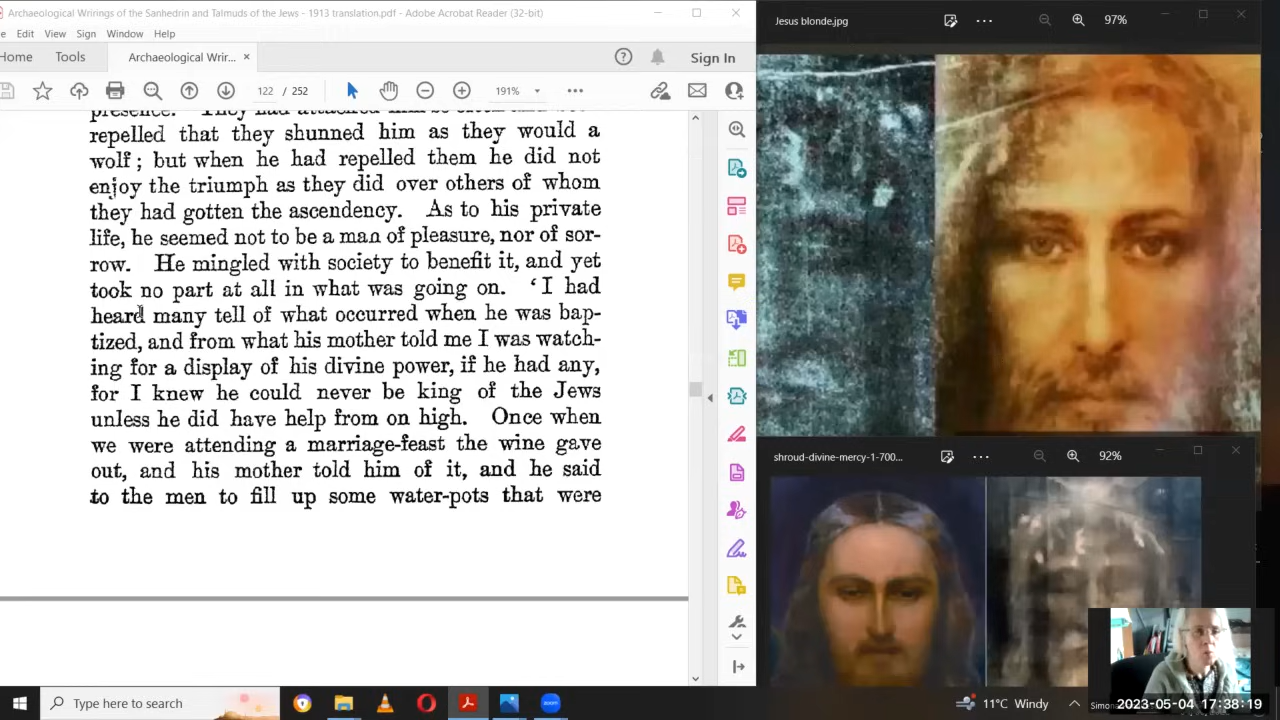 Archaeological Wrirings of the Sanhedrin and Talmuds of the Jews - 1913 translation.pdf - Adobe Acrobat Reader (32-bit)
Edit View Sign Window Help
Home Tools Archaeological Wrir... × Sign In
122 / 252 191%
repelled that they shunned him as they would a
wolf; but when he had repelled them he did not
enjoy the triumph as they did over others of whom
they had gotten the ascendency. As to his private
life, he seemed not to be a man of pleasure, nor of sor-
row. He mingled with society to benefit it, and yet
took no part at all in what was going on. 'I had
heard many tell of what occurred when he was bap-
tized, and from what his mother told me I was watch-
ing for a display of his divine power, if he had any,
for I knew he could never be king of the Jews
unless he did have help from on high. Once when
we were attending a marriage-feast the wine gave
out, and his mother told him of it, and he said
to the men to fill up some water-pots that were
Jesus blonde.jpg 97%
shroud-divine-mercy-1-700... 92%
Type here to search
zoom
11°C Windy
2023-05-04 17:38:19